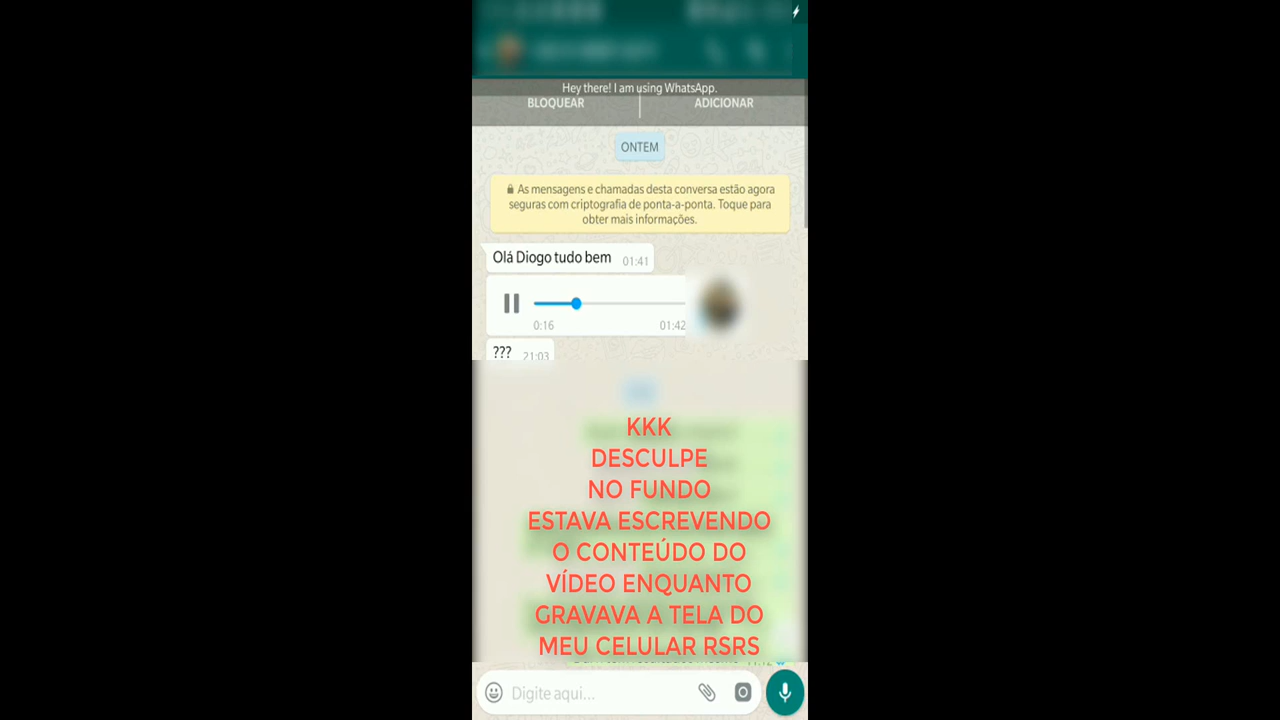 Hey there! I am using WhatsApp.
BLOQUEAR ADICIONAR
ONTEM
As mensagens e chamadas desta conversa estão agora
seguras com criptografia de ponta-a-ponta. Toque para
obter mais informações.
Olá Diogo tudo bem 01:41
0:16 01:42
??? 21:03
KKK
DESCULPE
NO FUNDO
ESTAVA ESCREVENDO
O CONTEÚDO DO
VÍDEO ENQUANTO
GRAVAVA A TELA DO
MEU CELULAR RSRS
Digite aqui...